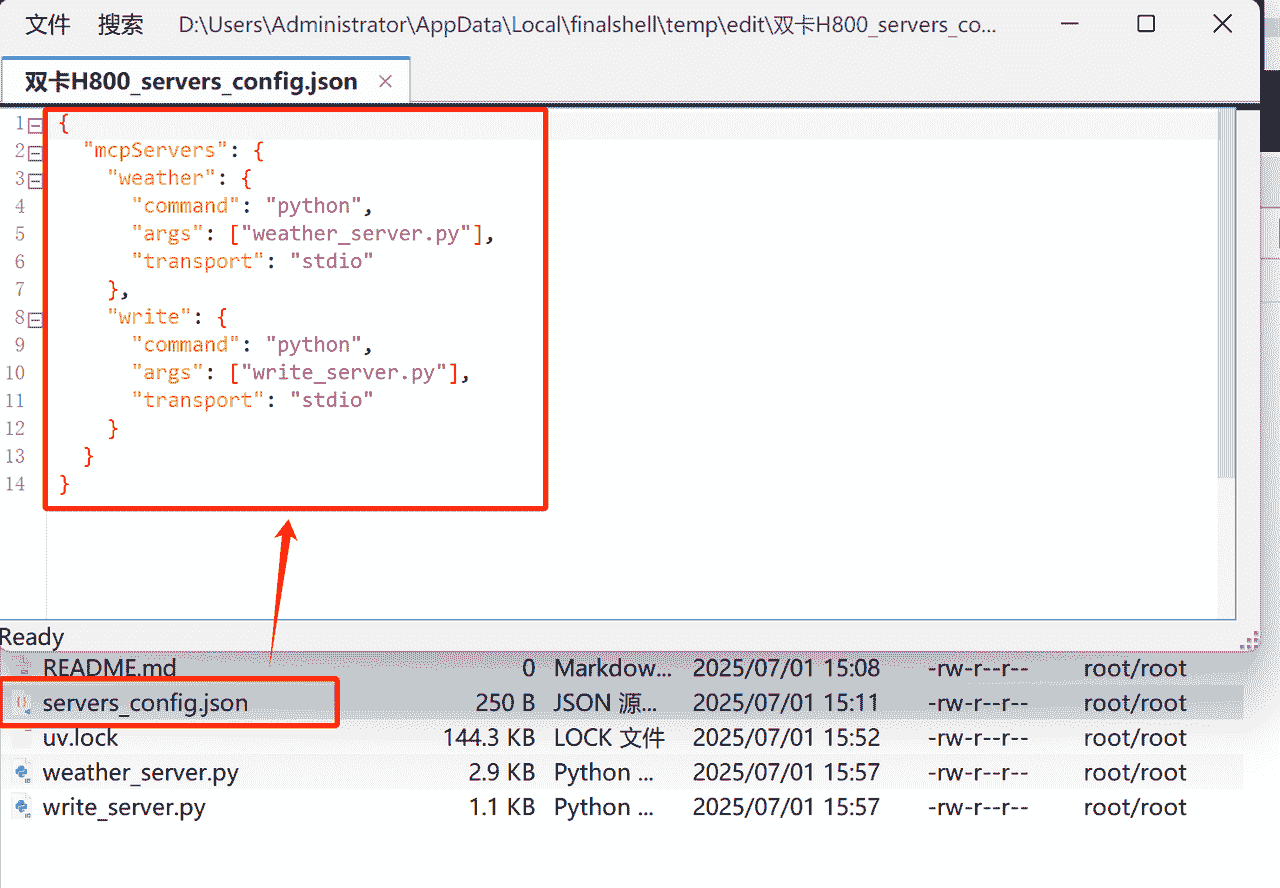 文件 搜索 D:\Users\Administrator\AppData\Local\finalshell\temp\edit\双卡H800_servers_co...
双卡H800_servers_config.json ×
1 {
2 "mcpServers": {
3 "weather": {
4 "command": "python",
5 "args": ["weather_server.py"],
6 "transport": "stdio"
7 },
8 "write": {
9 "command": "python",
10 "args": ["write_server.py"],
11 "transport": "stdio"
12 }
13 }
14 }
Ready
README.md 0 Markdow... 2025/07/01 15:08 -rw-r--r-- root/root
servers_config.json 250 B JSON 源... 2025/07/01 15:11 -rw-r--r-- root/root
uv.lock 144.3 KB LOCK 文件 2025/07/01 15:52 -rw-r--r-- root/root
weather_server.py 2.9 KB Python ... 2025/07/01 15:57 -rw-r--r-- root/root
write_server.py 1.1 KB Python ... 2025/07/01 15:57 -rw-r--r-- root/root